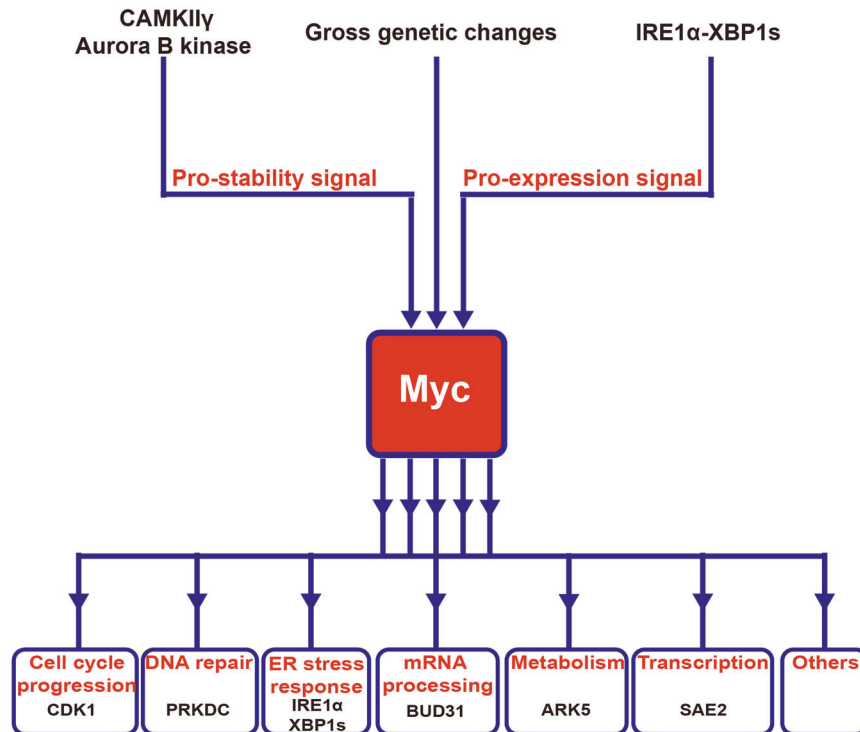 CAMKIIγ
Aurora B kinase
Gross genetic changes
IRE1α-XBP1s
Pro-stability signal
Pro-expression signal
Myc
Cell cycle
progression
CDK1
DNA repair
PRKDC
ER stress
response
IRE1α
XBP1s
mRNA
processing
BUD31
Metabolism
ARK5
Transcription
SAE2
Others